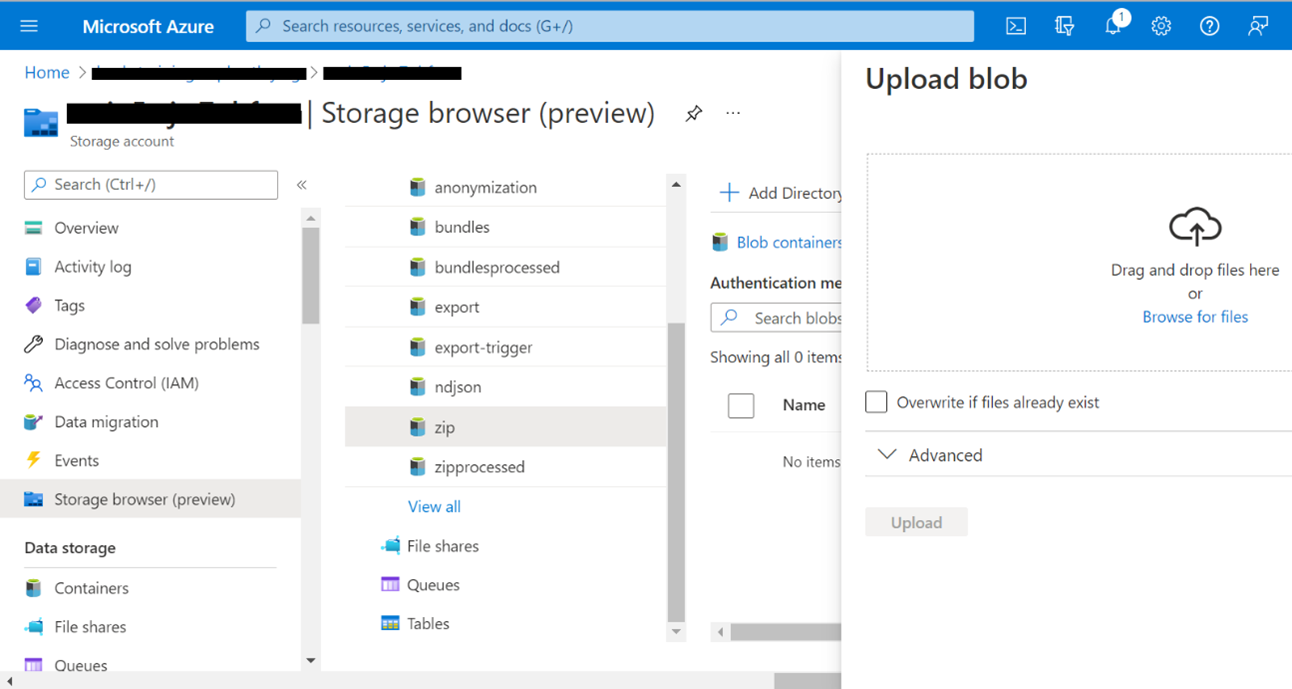 Microsoft Azure
Search resources, services, and docs (G+/)
1
Home >
>
| Storage browser (preview)
...
Storage account
Search (Ctrl+/)
«
Overview
Activity log
Tags
Diagnose and solve problems
Access Control (IAM)
Data migration
Events
Storage browser (preview)
Data storage
Containers
File shares
Queues
anonymization
bundles
bundlesprocessed
export
export-trigger
ndjson
zip
zipprocessed
View all
File shares
Queues
Tables
Add Directory
Blob containers
Authentication me
Search blobs
Showing all 0 items
Name
No items
Upload blob
Drag and drop files here
or
Browse for files
Overwrite if files already exist
Advanced
Upload